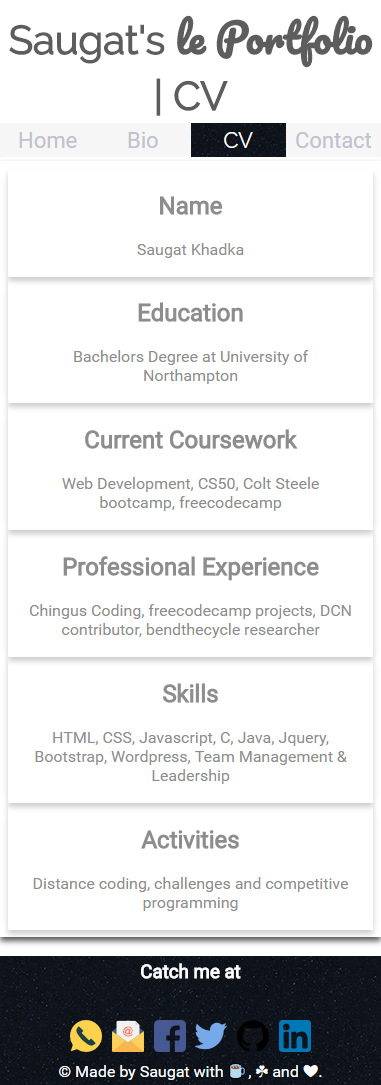 Saugat's le Portfolio
| CV
Home Bio CV Contact
Name
Saugat Khadka
Education
Bachelors Degree at University of
Northampton
Current Coursework
Web Development, CS50, Colt Steele
bootcamp, freecodecamp
Professional Experience
Chingus Coding, freecodecamp projects, DCN
contributor, bendthecycle researcher
Skills
HTML, CSS, Javascript, C, Java, Jquery,
Bootstrap, Wordpress, Team Management &
Leadership
Activities
Distance coding, challenges and competitive
programming
Catch me at
© Made by Saugat with ☕, ☘ and ♥.